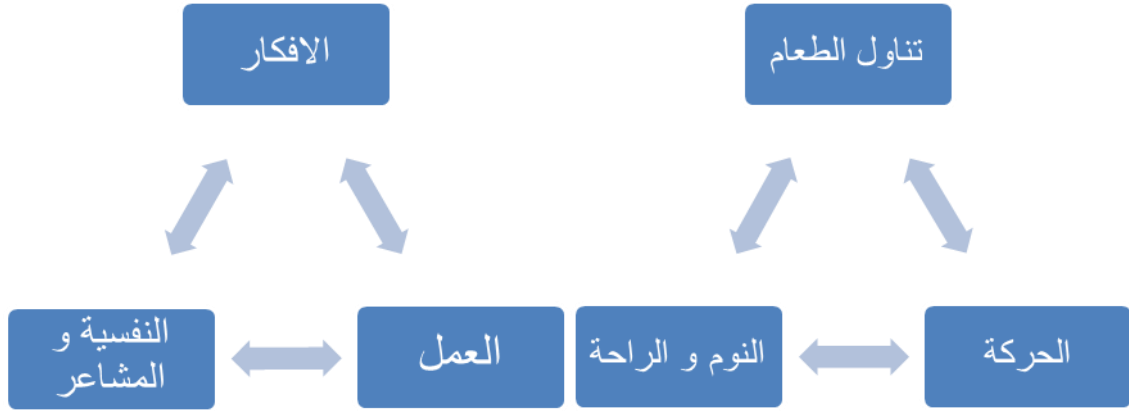 تناول الطعام
الافكار
الحركة
النوم و الراحة
العمل
النفسية و
المشاعر